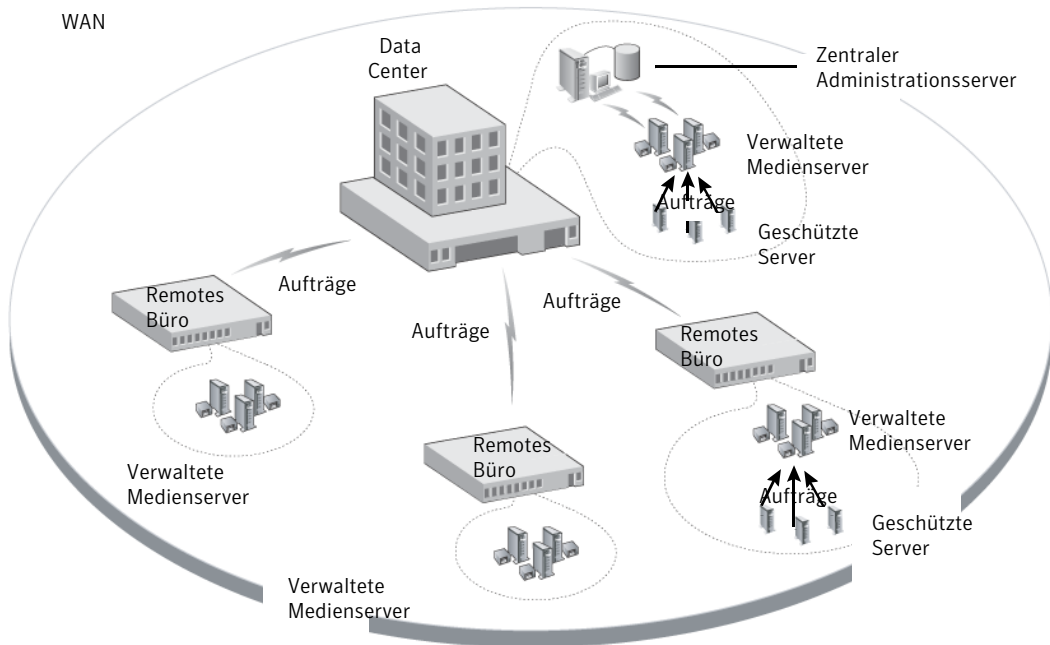 WAN
Data
Center
Zentraler
Administrationsserver
Verwaltete
Medienserver
Aufträge
Geschützte
Server
Aufträge
Remotes
Büro
Aufträge
Aufträge
Remotes
Büro
Verwaltete
Medienserver
Verwaltete
Medienserver
Remotes
Büro
Aufträge
Geschützte
Server
Verwaltete
Medienserver